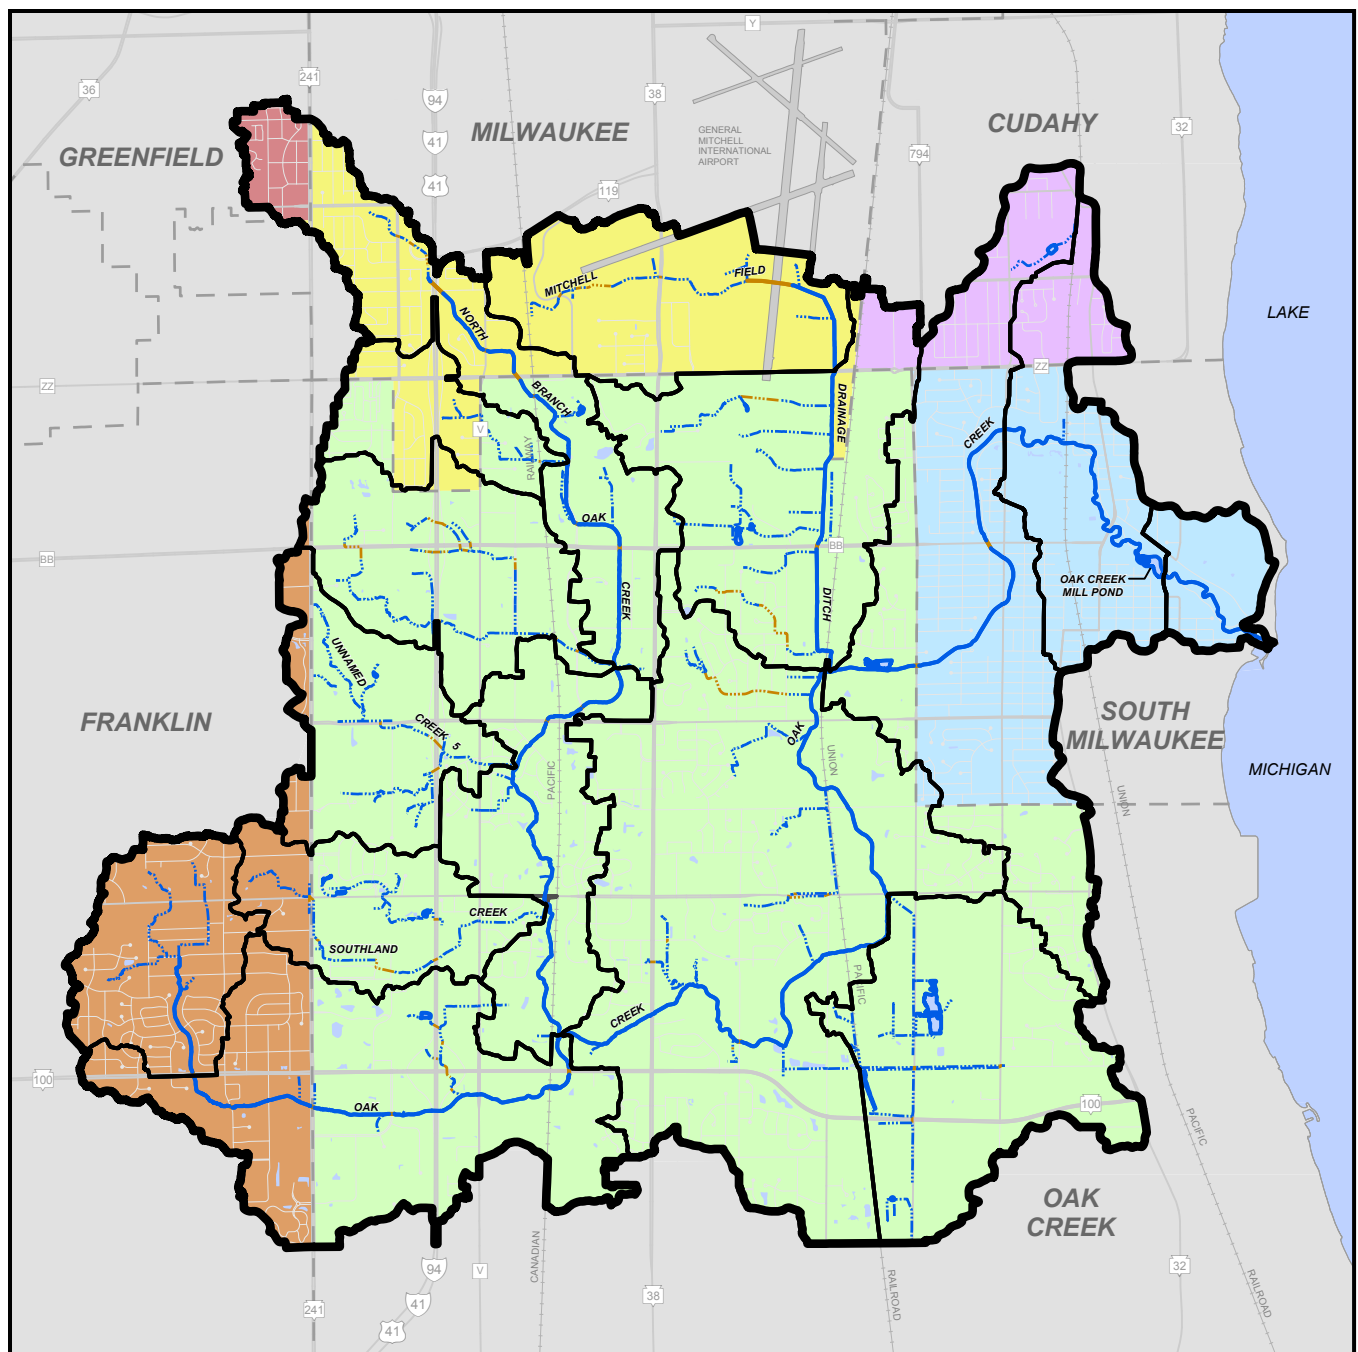 Y
241
36
94
38
MILWAUKEE
CUDAHY
32
41
GENERAL
MITCHELL
INTERNATIONAL
AIRPORT
GREENFIELD
794
41
119
MITCHELL
FIELD
LAKE
NORTH
ZZ
ZZ
BRANCH
DRAINAGE
V
CREEK
RAILWAY
OAK
BB
BB
OAK CREEK
MILL POND
CREEK
DITCH
UNNAMED
FRANKLIN
SOUTH
MILWAUKEE
CREEK 5
OAK
UNION
PACIFIC
MICHIGAN
UNION
CREEK
SOUTHLAND
PACIFIC
CREEK
100
OAK
100
PACIFIC
OAK
CREEK
CANADIAN
94
V
32
RAILROAD
RAILROAD
241
41
38
41